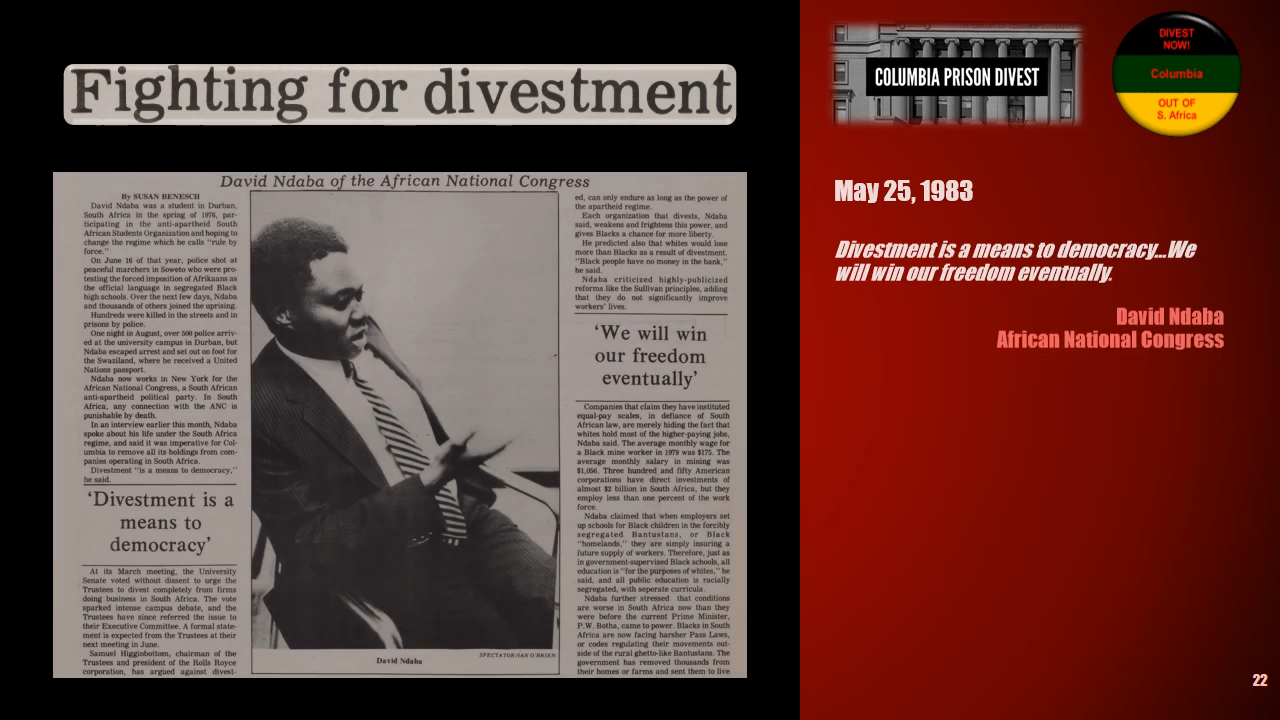 Fighting for divestment
David Ndaba of the African National Congress
By SUSAN BENESCH
David Ndaba was a student in Durban,
South Africa in the spring of 1976, par-
ticipating in the anti-apartheid South
African Students Organization and hoping to
change the regime which he calls “rule by
force.”
On June 16 of that year, police shot at
peaceful marchers in Soweto who were pro-
testing the forced imposition of Afrikaans as
the official language in segregated Black
high schools. Over the next few days, Ndaba
and thousands of others joined the uprising.
Hundreds were killed in the streets and in
prisons by police.
One night in August, over 500 police arriv-
ed at the university campus in Durban, but
Ndaba escaped arrest and set out on foot for
the Swaziland, where he received a United
Nations passport.
Ndaba now works in New York for the
African National Congress, a South African
anti-apartheid political party. In South
Africa, any connection with the ANC is
punishable by death.
In an interview earlier this month, Ndaba
spoke about his life under the South Africa
regime, and said it was imperative for Col-
umbia to remove all its holdings from com-
panies operating in South Africa.
Divestment “is a means to democracy,”
he said.
‘Divestment is a
means to
democracy’
At its March meeting, the University
Senate voted without dissent to urge the
Trustees to divest completely from firms
doing business in South Africa. The vote
sparked intense campus debate, and the
Trustees have since referred the issue to
their Executive Committee. A formal state-
ment is expected from the Trustees at their
next meeting in June.
Samuel Higginbottom, chairman of the
Trustees and president of the Rolls Royce
corporation, has argued against divest-
SPECTATOR/IAN O'BRIEN
David Ndaba
ed, can only endure as long as the power of
the apartheid regime.
Each organization that divests, Ndaba
said, weakens and frightens this power, and
gives Blacks a chance for more liberty.
He predicted also that whites would lose
more than Blacks as a result of divestment.
“Black people have no money in the bank,”
he said.
Ndaba criticized highly-publicized
reforms like the Sullivan principles, adding
that they do not significantly improve
workers’ lives.
‘We will win
our freedom
eventually’
Companies that claim they have instituted
equal-pay scales, in defiance of South
African law, are merely hiding the fact that
whites hold most of the higher-paying jobs,
Ndaba said. The average monthly wage for
a Black mine worker in 1979 was $175. The
average monthly salary in mining was
$1,056. Three hundred and fifty American
corporations have direct investments of
almost $2 billion in South Africa, but they
employ less than one percent of the work
force.
Ndaba claimed that when employers set
up schools for Black children in the forcibly
segregated Bantustans, or Black
“homelands,” they are simply insuring a
future supply of workers. Therefore, just as
in government-supervised Black schools, all
education is “for the purposes of whites,” he
said, and all public education is racially
segregated, with seperate curricula.
Ndaba further stressed that conditions
are worse in South Africa now than they
were before the current Prime Minister,
P.W. Botha, came to power. Blacks in South
Africa are now facing harsher Pass Laws,
or codes regulating their movements out-
side of the rural ghetto-like Bantustans. The
government has removed thousands from
their homes or farms and sent them to live
COLUMBIA PRISON DIVEST
DIVEST
NOW!
Columbia
OUT OF
S. Africa
May 25, 1983
Divestment is a means to democracy...We
will win our freedom eventually.
David Ndaba
African National Congress
22